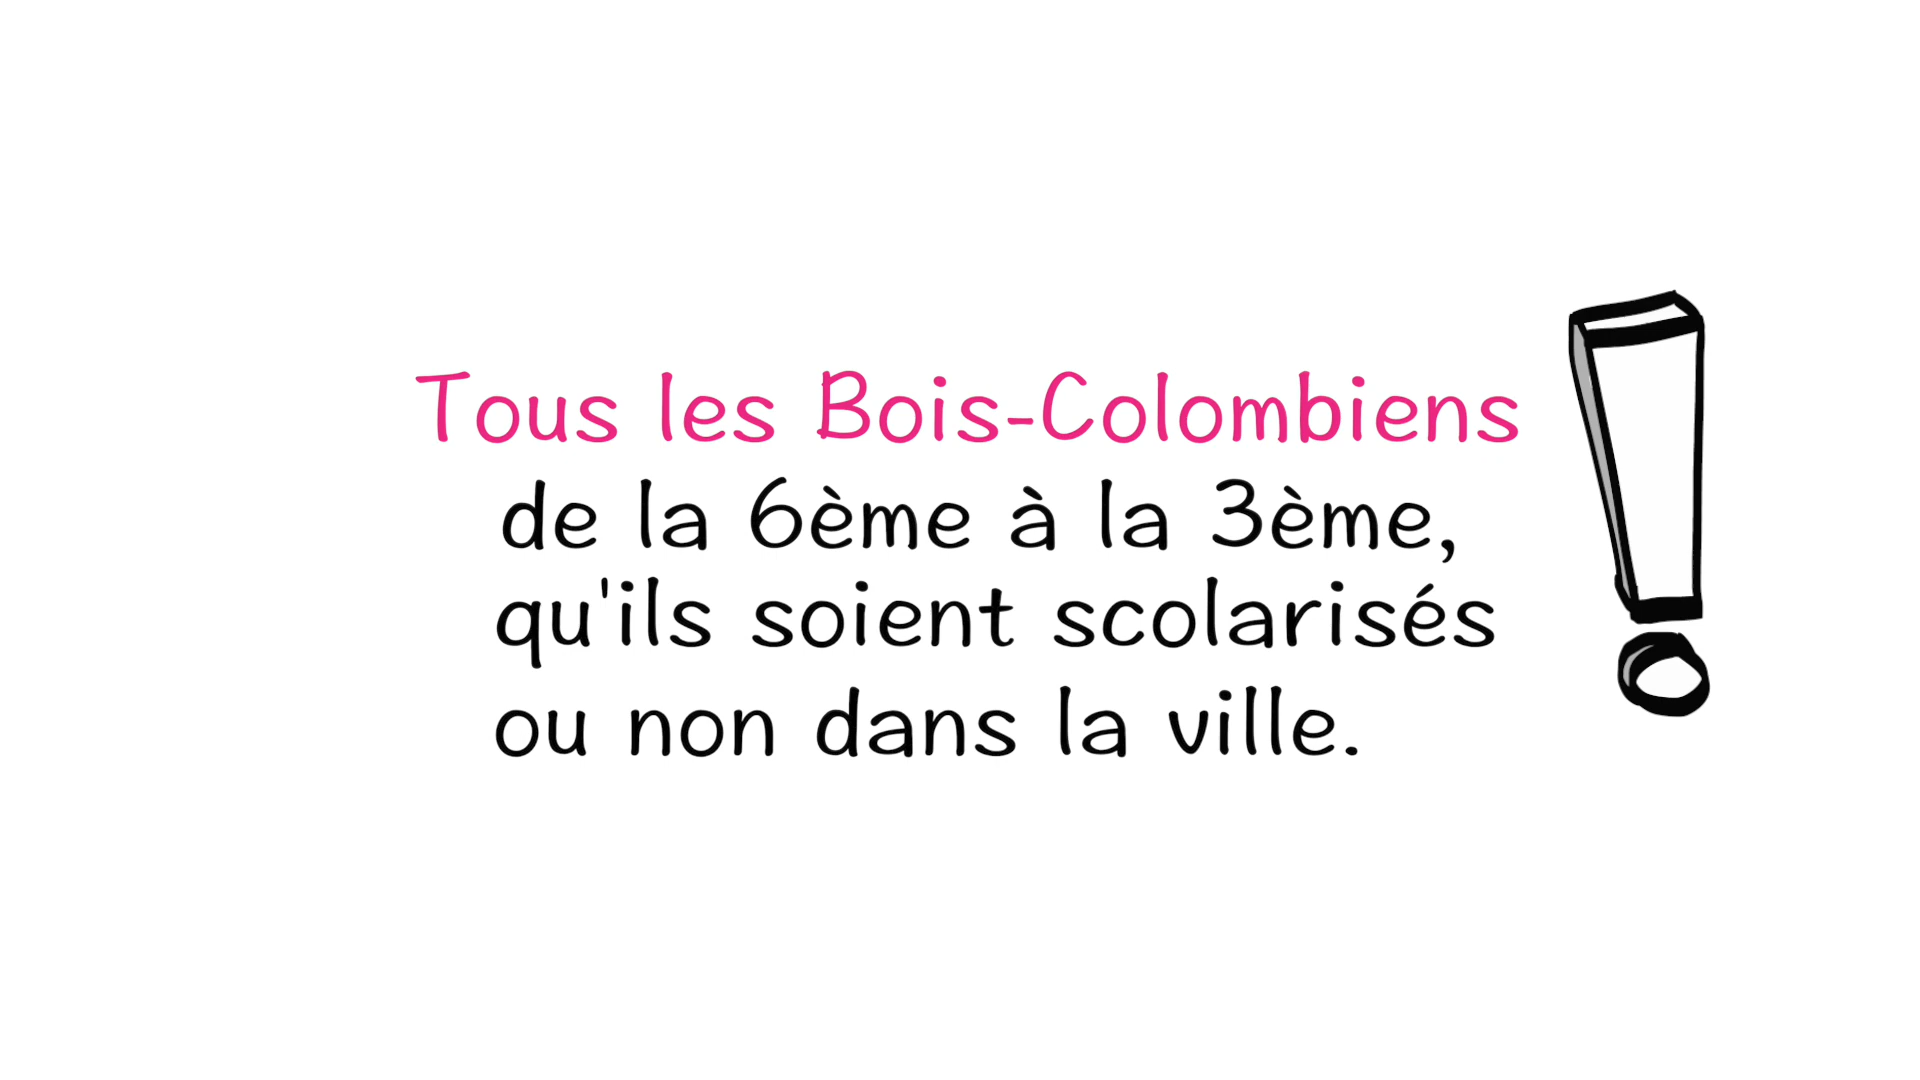 Tous les Bois-Colombiens
de la 6ème à la 3ème,
qu'ils soient scolarisés
ou non dans la ville.
!